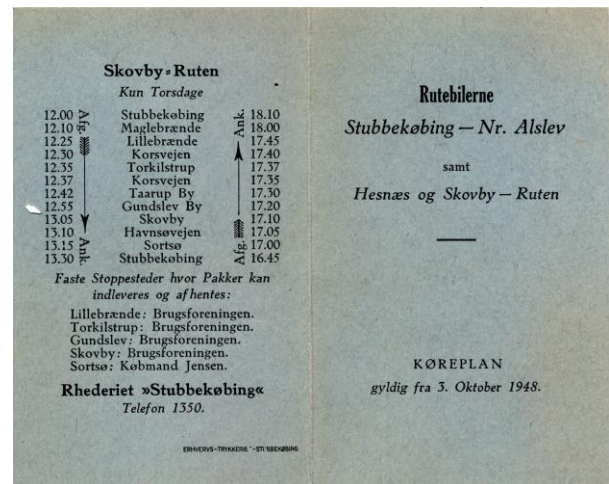 Skovby-Ruten
Kun Torsdage
12.00 Afg. Stubbekøbing Ank. 18.10
12.10 Maglebrænde 18.00
12.25 Lillebrænde 17.45
12.30 Korsvejen 17.40
12.35 Torkilstrup 17.37
12.37 Korsvejen 17.35
12.42 Taarup By 17.30
12.55 Gundslev By 17.20
13.05 Skovby 17.10
13.10 Havnsøvejen 17.05
13.15 Ank. Sortsø Afg. 17.00
13.30 Stubbekøbing 16.45
Faste Stoppesteder hvor Pakker kan
indleveres og afhentes:
Lillebrænde: Brugsforeningen.
Torkilstrup: Brugsforeningen.
Gundslev: Brugsforeningen.
Skovby: Brugsforeningen.
Sortsø: Købmand Jensen.
Rhederiet »Stubbekøbing«
Telefon 1350.
ERHVERVS-TRYKKERIE - STUBBEKØBING
Rutebilerne
Stubbekøbing — Nr. Alslev
samt
Hesnæs og Skovby — Ruten
KØREPLAN
gyldig fra 3. Oktober 1948.